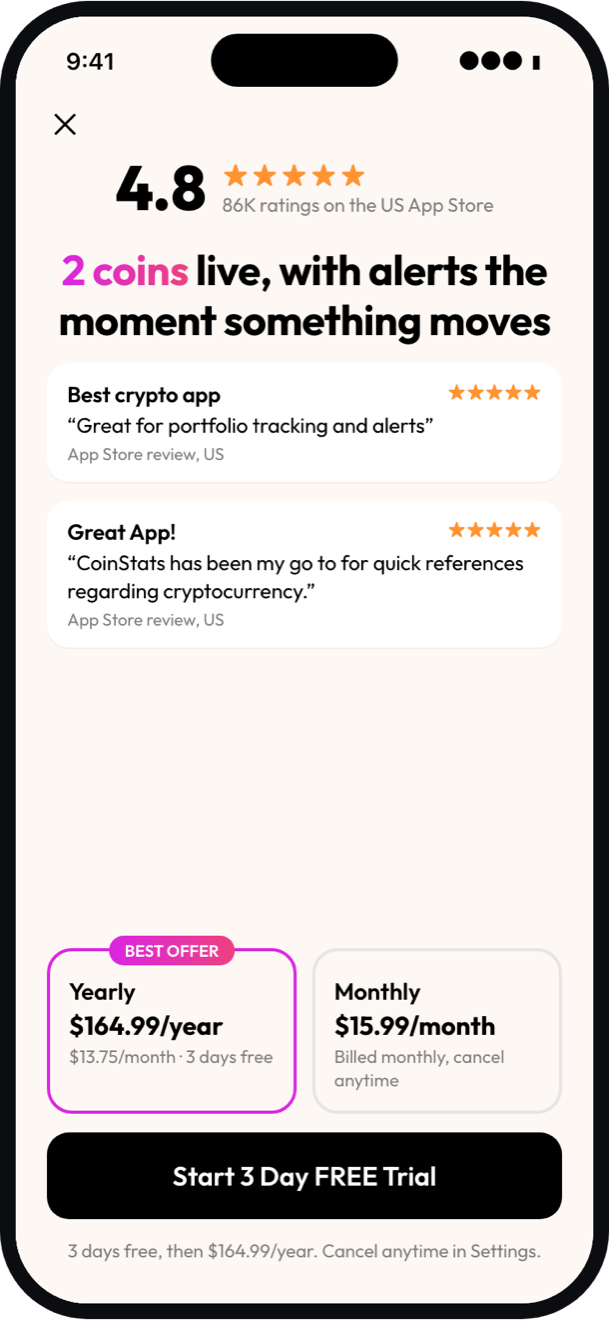 9:41
4.8
86K ratings on the US App Store
2 coins live, with alerts the
moment something moves
Best crypto app
“Great for portfolio tracking and alerts”
App Store review, US
Great App!
“CoinStats has been my go to for quick references
regarding cryptocurrency.”
App Store review, US
BEST OFFER
Yearly
$164.99/year
$13.75/month · 3 days free
Monthly
$15.99/month
Billed monthly, cancel
anytime
Start 3 Day FREE Trial
3 days free, then $164.99/year. Cancel anytime in Settings.